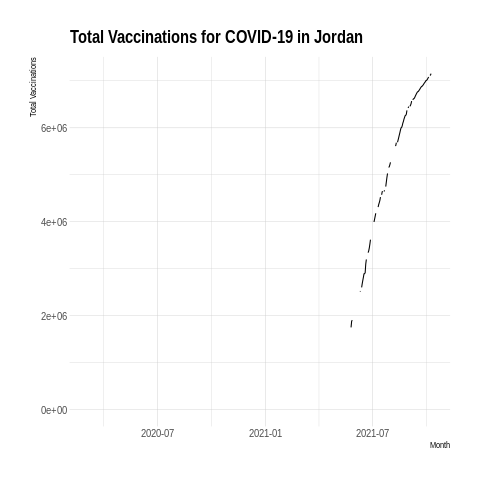 Total Vaccinations for COVID-19 in Jordan
Total Vaccinations
6e+06
4e+06
2e+06
0e+00
2020-07
2021-01
2021-07
Month